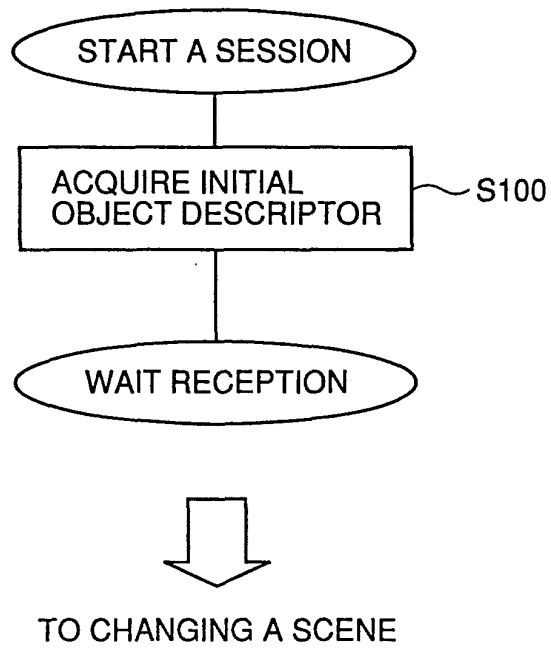 START A SESSION
ACQUIRE INITIAL
OBJECT DESCRIPTOR
S100
WAIT RECEPTION
TO CHANGING A SCENE